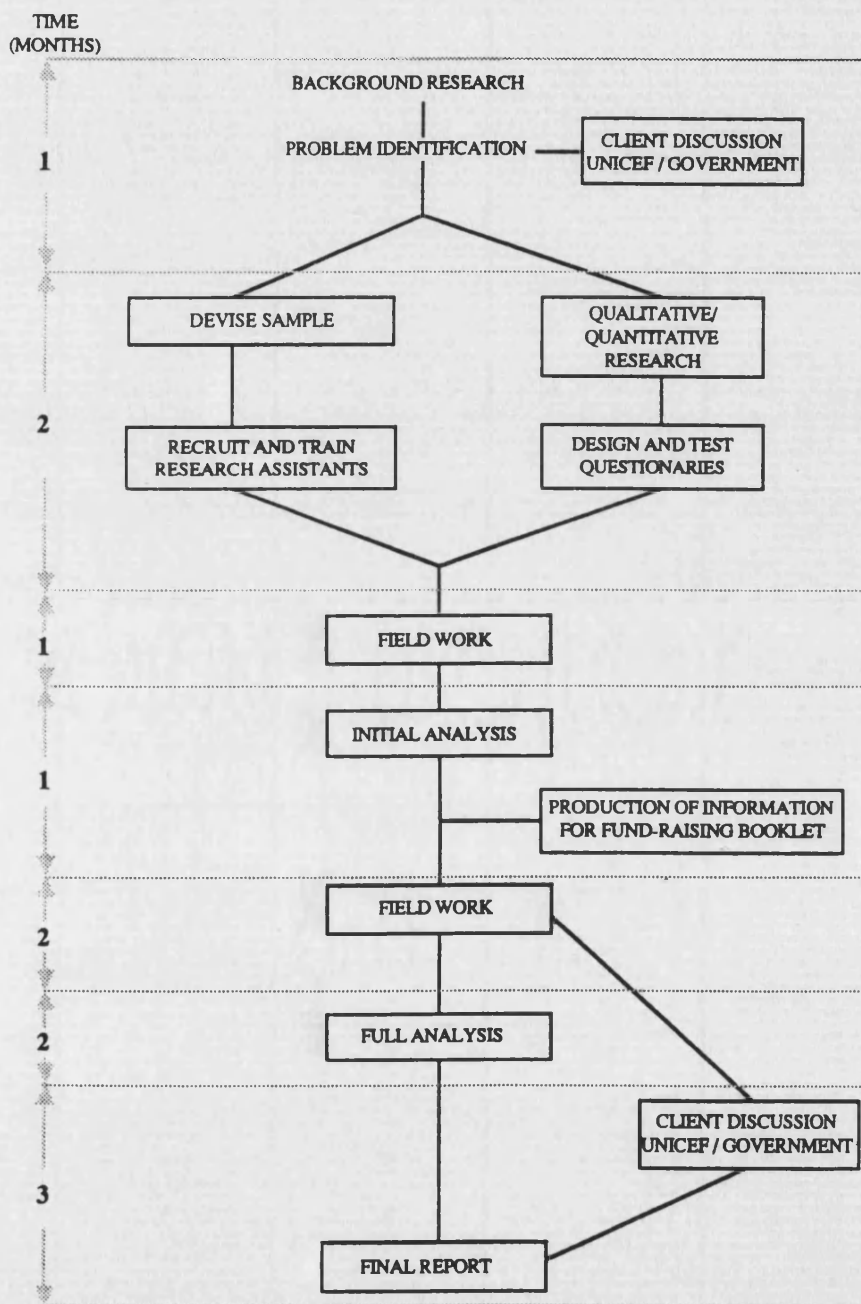 TIME
(MONTHS)
BACKGROUND RESEARCH
PROBLEM IDENTIFICATION
CLIENT DISCUSSION
UNICEF / GOVERNMENT
1
DEVISE SAMPLE
QUALITATIVE/
QUANTITATIVE
RESEARCH
2
RECRUIT AND TRAIN
RESEARCH ASSISTANTS
DESIGN AND TEST
QUESTIONARIES
1
FIELD WORK
INITIAL ANALYSIS
1
PRODUCTION OF INFORMATION
FOR FUND-RAISING BOOKLET
FIELD WORK
2
FULL ANALYSIS
2
CLIENT DISCUSSION
UNICEF / GOVERNMENT
3
FINAL REPORT